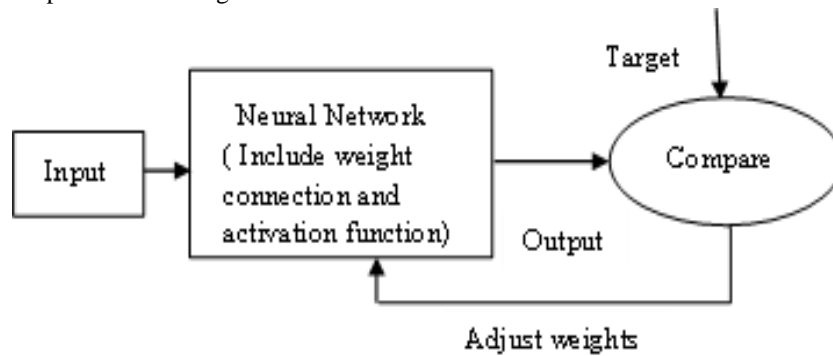 Target
Neural Network
( Include weight
connection and
activation function)
Input
Compare
Output
Adjust weights